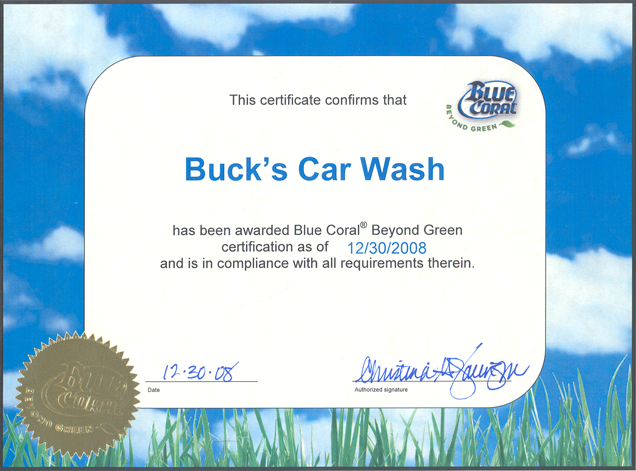 This certificate confirms that
BLUE
CORAL
BEYOND GREEN
Buck's Car Wash
has been awarded Blue Coral® Beyond Green
certification as of 12/30/2008
and is in compliance with all requirements therein.
12·30·08
Christina
Date
Authorized signature
BLUE
CORAL
BEYOND GREEN